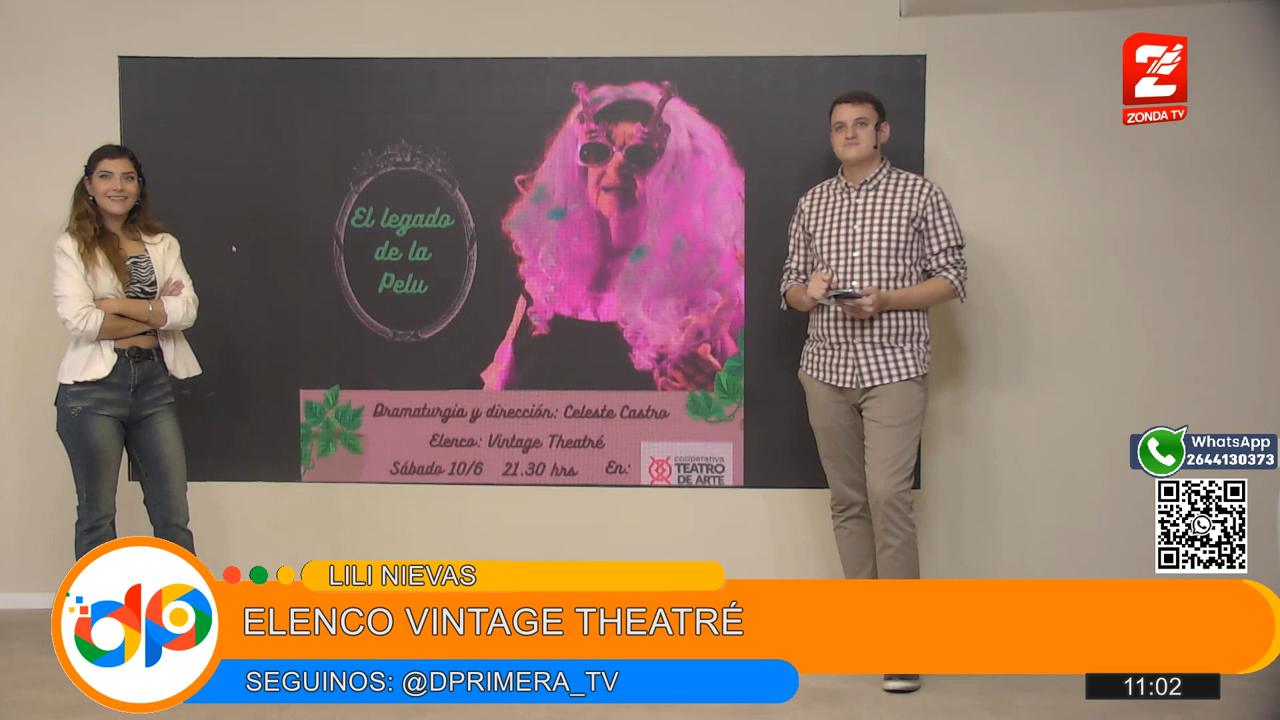 ZONDA TV
El legado
de la
Pelu
Dramaturgia y dirección: Celeste Castro
Elenco: Vintage Theatré
Sábado 10/6 21.30 hrs En:
cooperativa
TEATRO
DE ARTE
WhatsApp
2644130373
LILI NIEVAS
ELENCO VINTAGE THEATRÉ
dp
SEGUINOS: @DPRIMERA_TV
11:02